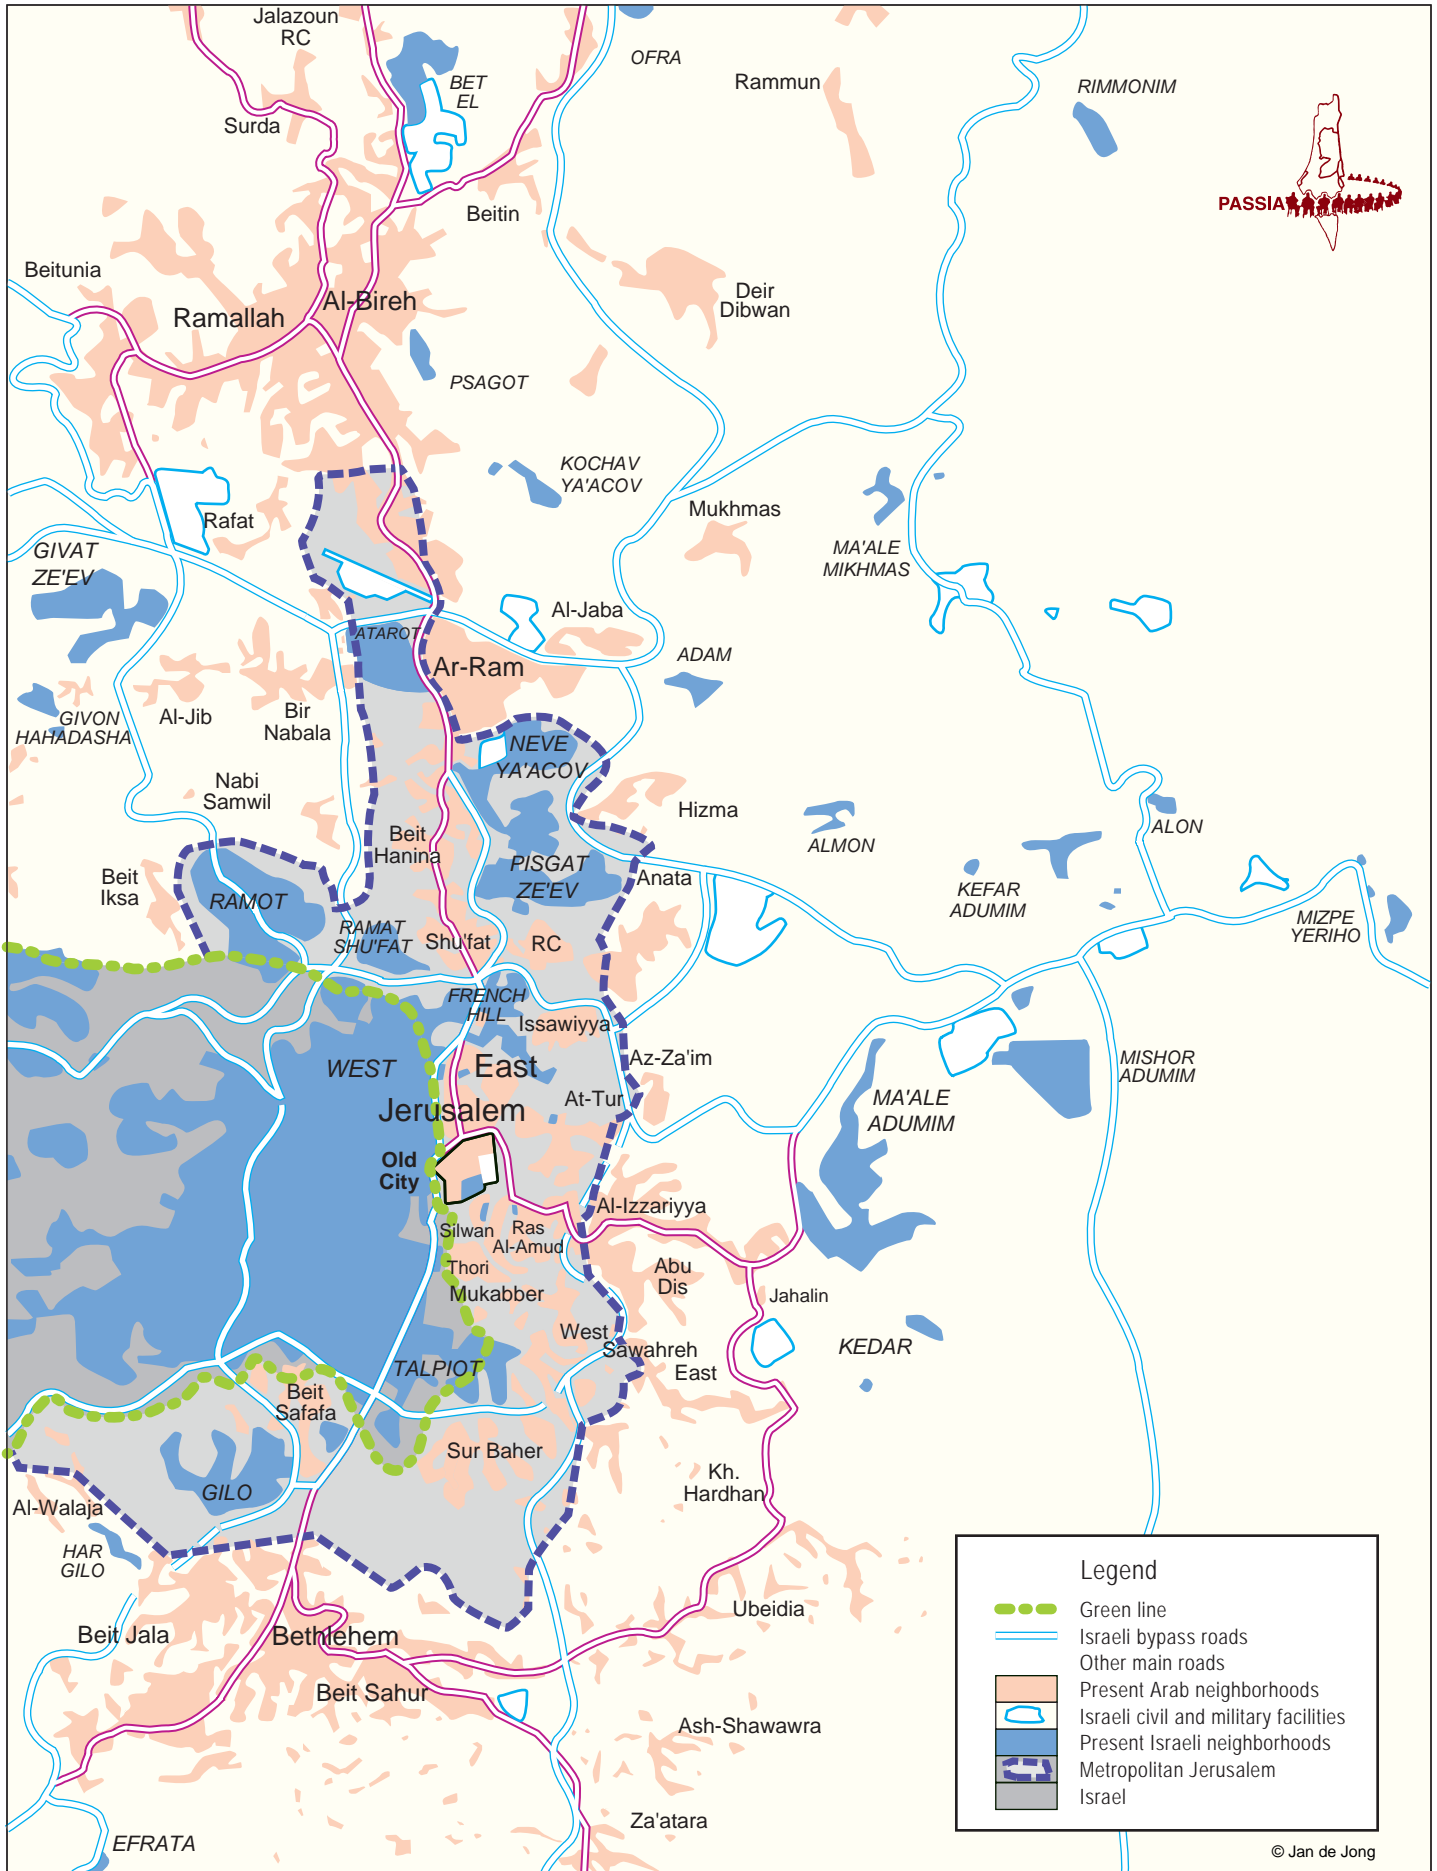 Jalazoun
RC
OFRA
BET
EL
Rammun
RIMMONIM
Surda
PASSIA
Beitin
Beitunia
Deir
Dibwan
Al-Bireh
Ramallah
PSAGOT
KOCHAV
YA'ACOV
Mukhmas
Rafat
GIVAT
ZE'EV
MA'ALE
MIKHMAS
Al-Jaba
ATAROT
Ar-Ram
ADAM
GIVON
HAHADASHA
Al-Jib
Bir
Nabala
NEVE
YA'ACOV
Nabi
Samwil
Hizma
Beit
Hanina
ALMON
ALON
PISGAT
ZE'EV
Anata
Beit
Iksa
RAMOT
KEFAR
ADUMIM
MIZPE
YERIHO
RAMAT
SHU'FAT
Shu'fat
RC
FRENCH
HILL
Issawiyya
WEST
East
Jerusalem
Az-Za'im
At-Tur
MISHOR
ADUMIM
MA'ALE
ADUMIM
Old
City
Al-Izzariyya
Silwan
Ras
Al-Amud
Thori
Mukabber
Abu
Dis
Jahalin
West
Sawahreh
East
KEDAR
TALPIOT
Beit
Safafa
Sur Baher
GILO
Kh.
Hardhan
Al-Walaja
HAR
GILO
Ubeidia
Beit Jala
Bethlehem
Beit Sahur
Ash-Shawawra
Za'atara
EFRATA
Legend
Green line
Israeli bypass roads
Other main roads
Present Arab neighborhoods
Israeli civil and military facilities
Present Israeli neighborhoods
Metropolitan Jerusalem
Israel
© Jan de Jong